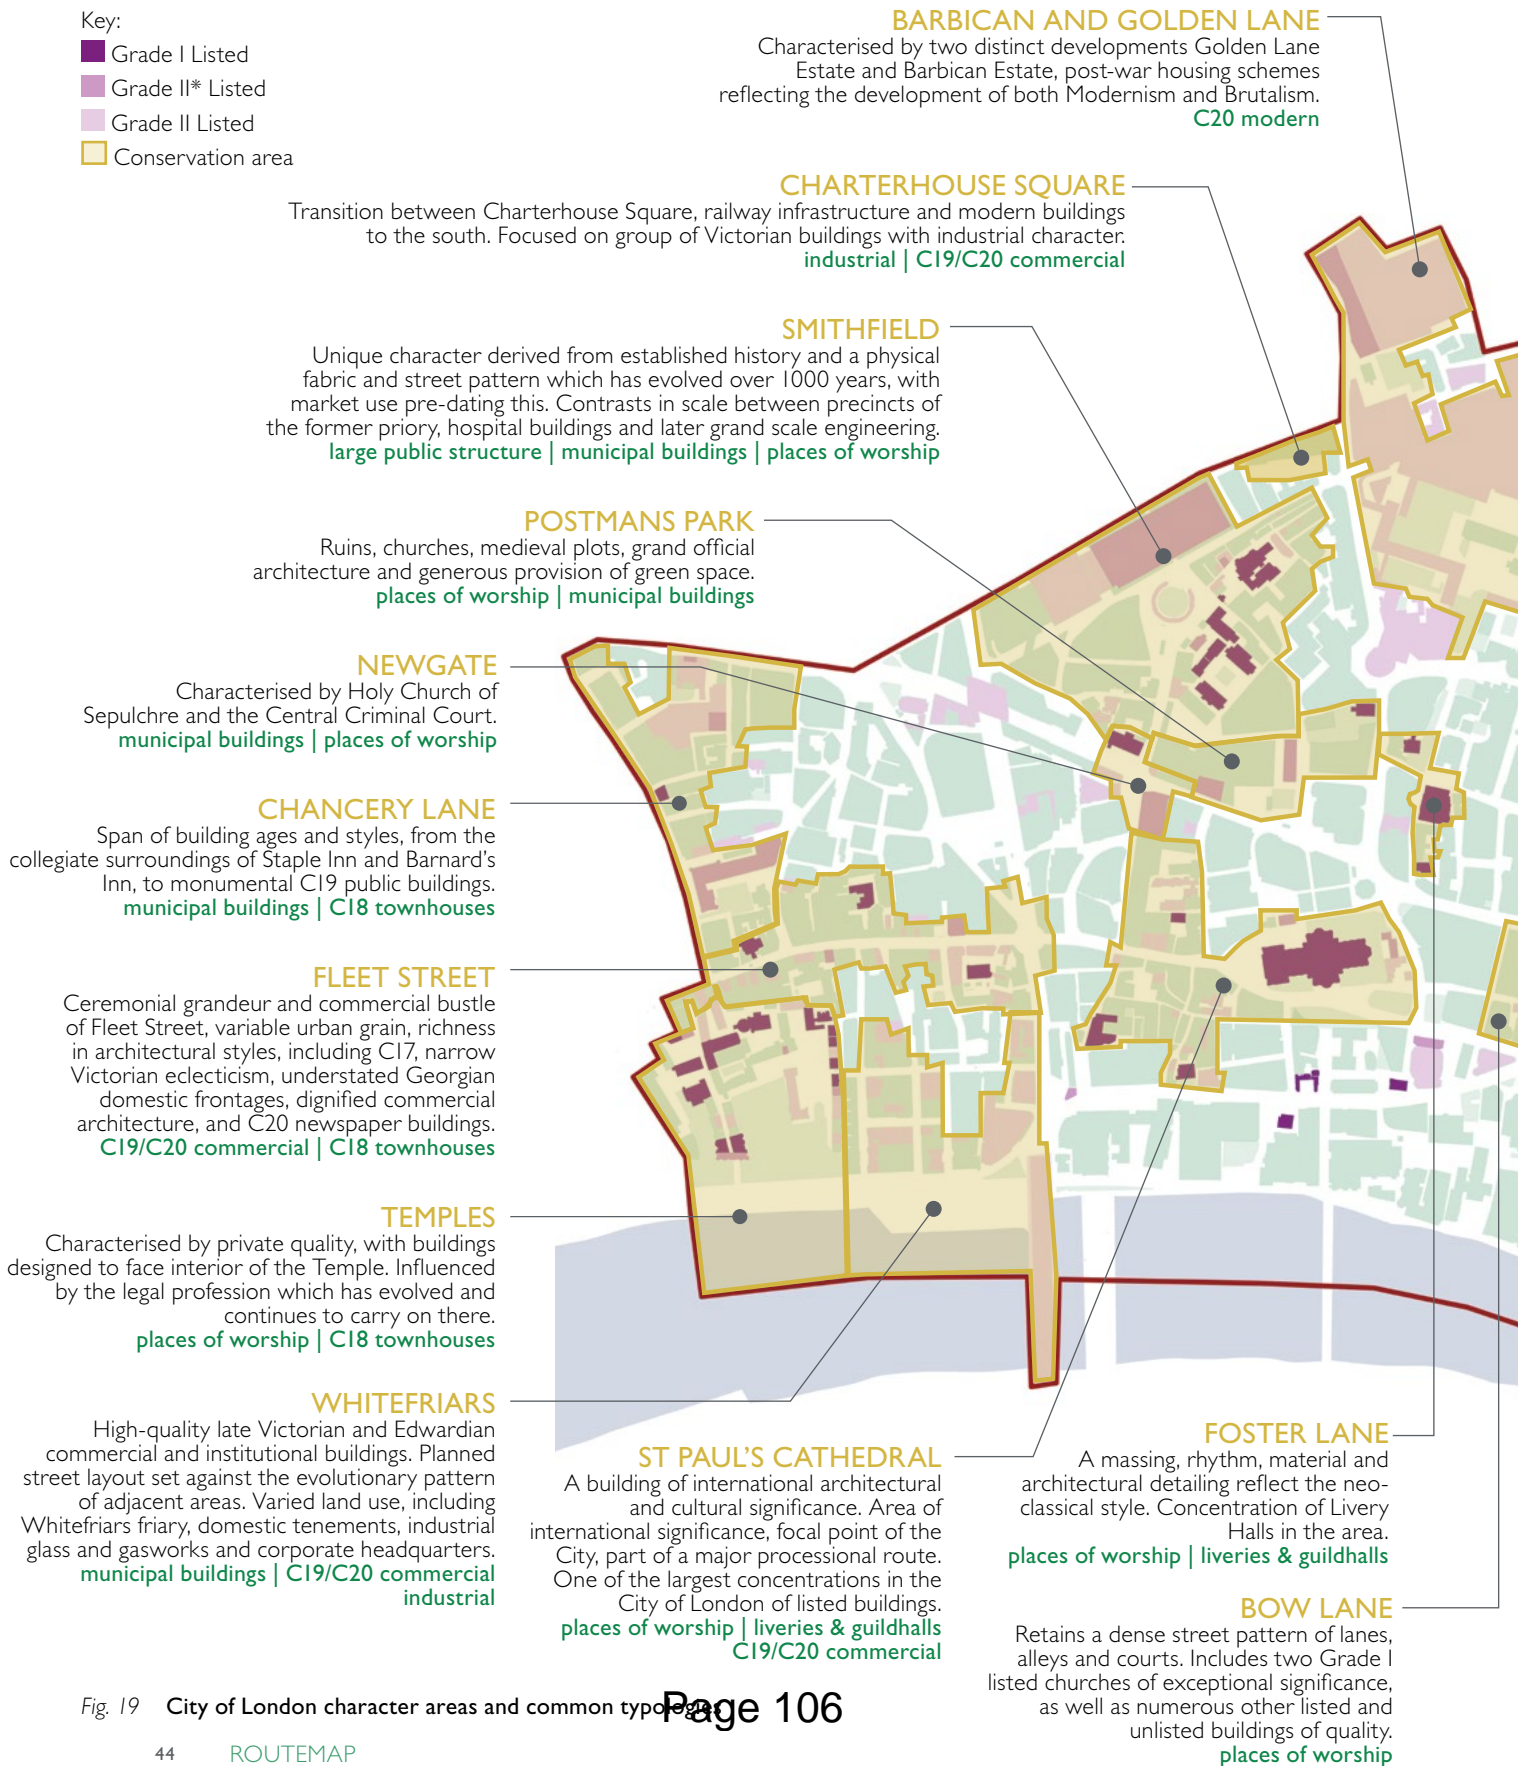 Key:
Grade I Listed
Grade II* Listed
Grade II Listed
Conservation area
BARBICAN AND GOLDEN LANE
Characterised by two distinct developments Golden Lane
Estate and Barbican Estate, post-war housing schemes
reflecting the development of both Modernism and Brutalism.
C20 modern
CHARTERHOUSE SQUARE
Transition between Charterhouse Square, railway infrastructure and modern buildings
to the south. Focused on group of Victorian buildings with industrial character.
industrial | C19/C20 commercial
SMITHFIELD
Unique character derived from established history and a physical
fabric and street pattern which has evolved over 1000 years, with
market use pre-dating this. Contrasts in scale between precincts of
the former priory, hospital buildings and later grand scale engineering.
large public structure | municipal buildings | places of worship
POSTMANS PARK
Ruins, churches, medieval plots, grand official
architecture and generous provision of green space.
places of worship | municipal buildings
NEWGATE
Characterised by Holy Church of
Sepulchre and the Central Criminal Court.
municipal buildings | places of worship
CHANCERY LANE
Span of building ages and styles, from the
collegiate surroundings of Staple Inn and Barnard's
Inn, to monumental C19 public buildings.
municipal buildings | C18 townhouses
FLEET STREET
Ceremonial grandeur and commercial bustle
of Fleet Street, variable urban grain, richness
in architectural styles, including C17, narrow
Victorian eclecticism, understated Georgian
domestic frontages, dignified commercial
architecture, and C20 newspaper buildings.
C19/C20 commercial | C18 townhouses
TEMPLES
Characterised by private quality, with buildings
designed to face interior of the Temple. Influenced
by the legal profession which has evolved and
continues to carry on there.
places of worship | C18 townhouses
WHITEFRIARS
High-quality late Victorian and Edwardian
commercial and institutional buildings. Planned
street layout set against the evolutionary pattern
of adjacent areas. Varied land use, including
Whitefriars friary, domestic tenements, industrial
glass and gasworks and corporate headquarters.
municipal buildings | C19/C20 commercial
industrial
ST PAUL'S CATHEDRAL
A building of international architectural
and cultural significance. Area of
international significance, focal point of the
City, part of a major processional route.
One of the largest concentrations in the
City of London of listed buildings.
places of worship | liveries & guildhalls
C19/C20 commercial
FOSTER LANE
A massing, rhythm, material and
architectural detailing reflect the neo-
classical style. Concentration of Livery
Halls in the area.
places of worship | liveries & guildhalls
BOW LANE
Retains a dense street pattern of lanes,
alleys and courts. Includes two Grade I
listed churches of exceptional significance,
as well as numerous other listed and
unlisted buildings of quality.
places of worship
Fig. 19 City of London character areas and common typologies
Page 106
44 ROUTEMAP